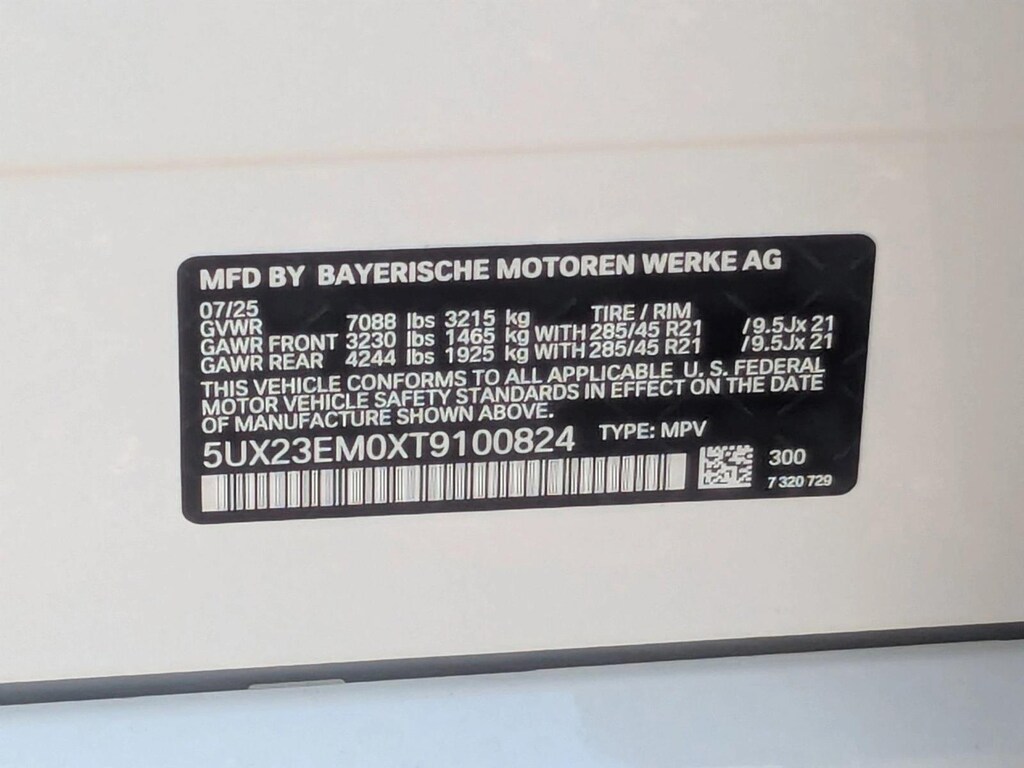 MFD BY BAYERISCHE MOTOREN WERKE AG
07/25 TIRE / RIM
GVWR 7088 lbs 3215 kg
GAWR FRONT 3230 lbs 1465 kg WITH 285/45 R21 /9.5Jx 21
GAWR REAR 4244 lbs 1925 kg WITH 285/45 R21 /9.5Jx 21
THIS VEHICLE CONFORMS TO ALL APPLICABLE U. S. FEDERAL
MOTOR VEHICLE SAFETY STANDARDS IN EFFECT ON THE DATE
OF MANUFACTURE SHOWN ABOVE.
5UX23EM0XT9100824 TYPE: MPV
300
7 320 729